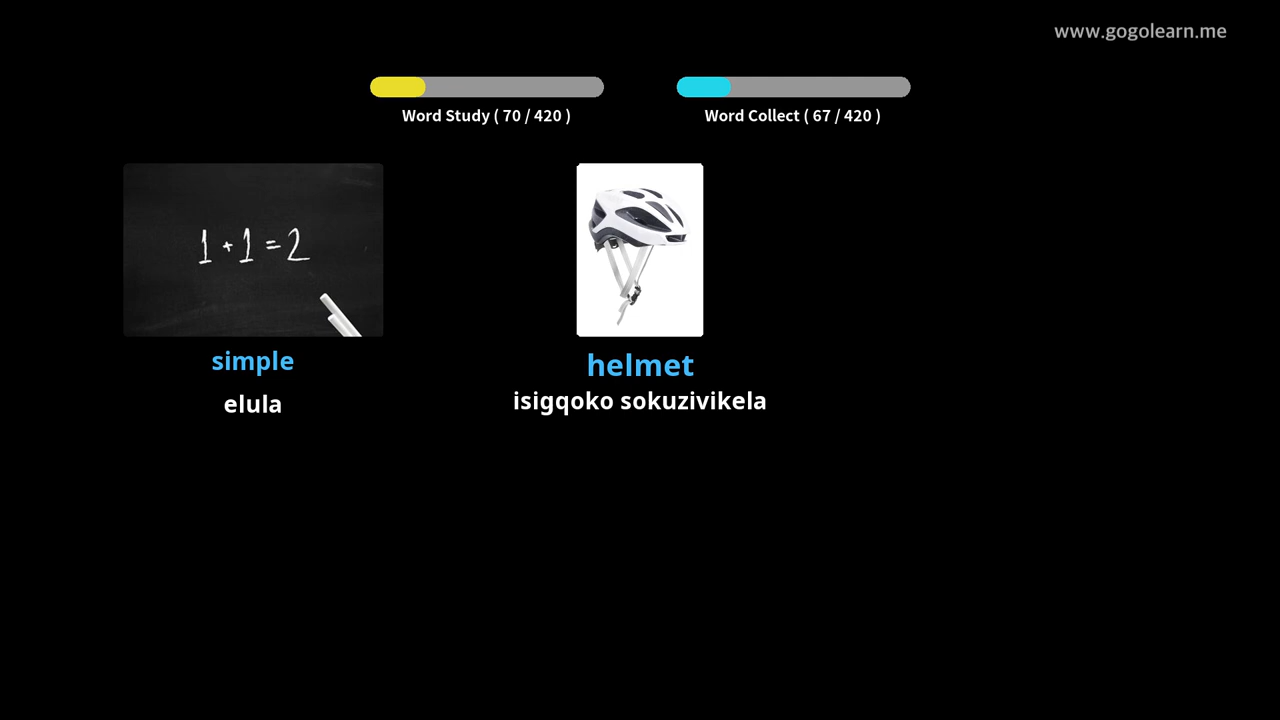 www.gogolearn.me
Word Study ( 70 / 420 )
Word Collect ( 67 / 420 )
1 + 1 = 2
simple
elula
helmet
isigqoko sokuzivikela